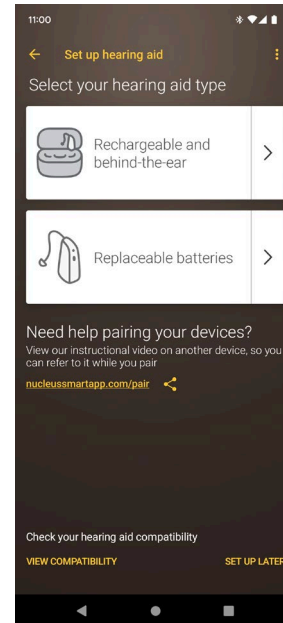 11:00
Set up hearing aid
Select your hearing aid type
Rechargeable and
behind-the-ear
Replaceable batteries
Need help pairing your devices?
View our instructional video on another device, so you
can refer to it while you pair
nucleussmartapp.com/pair
Check your hearing aid compatibility
VIEW COMPATIBILITY
SET UP LATER